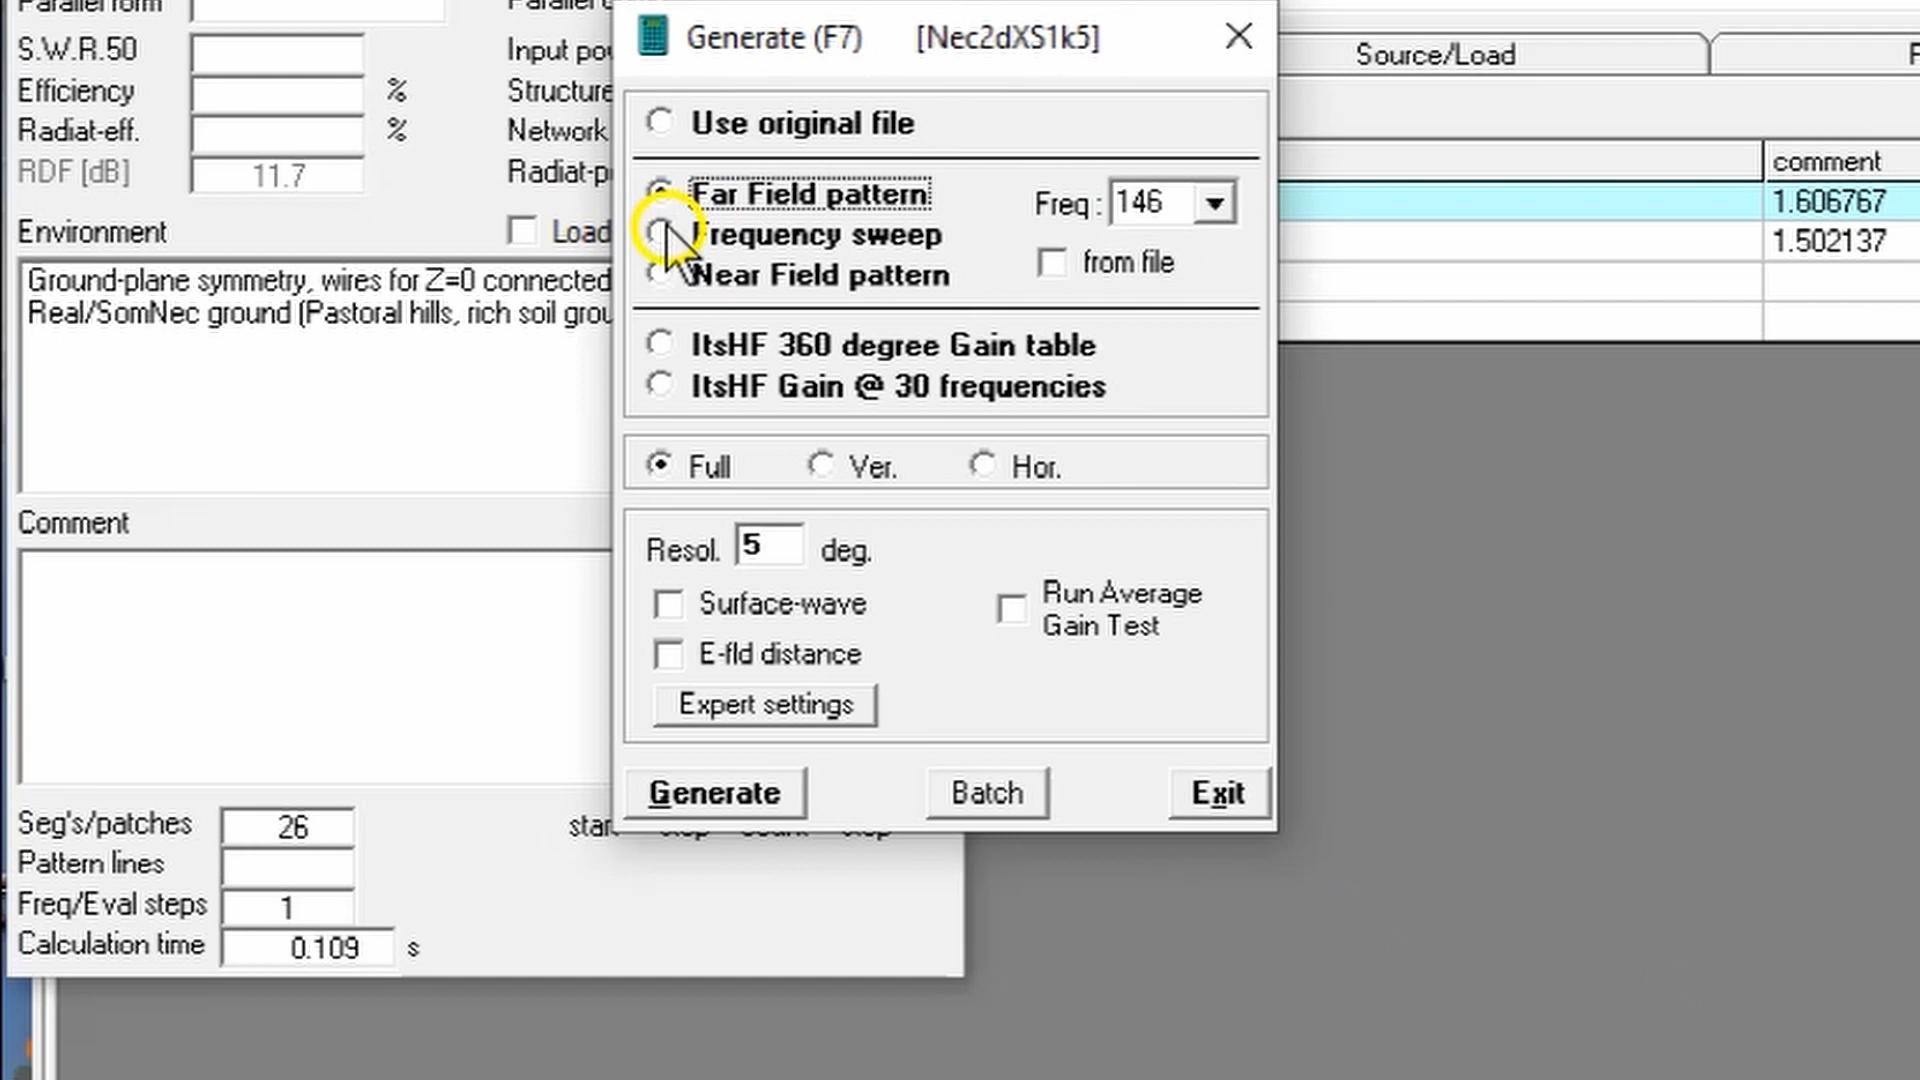 Generate (F7) [Nec2dXS1k5]
Source/Load
S.W.R.50
Efficiency %
Radiat-eff. %
RDF [dB] 11.7
Input
Structure
Network
Environment
Load
Ground-plane symmetry, wires for Z=0 connected
Real/SomNec ground (Pastoral hills, rich soil
Comment
Seg's/patches 26
Pattern lines
Freq/Eval steps 1
Calculation time 0.109 s
Use original file
Far Field pattern
Frequency sweep
Near Field pattern
Freq : 146
from file
ItsHF 360 degree Gain table
ItsHF Gain @ 30 frequencies
Full Ver. Hor.
Resol. 5 deg.
Surface-wave
E-fld distance
Run Average
Gain Test
Expert settings
Generate Batch Exit
comment
1.606767
1.502137